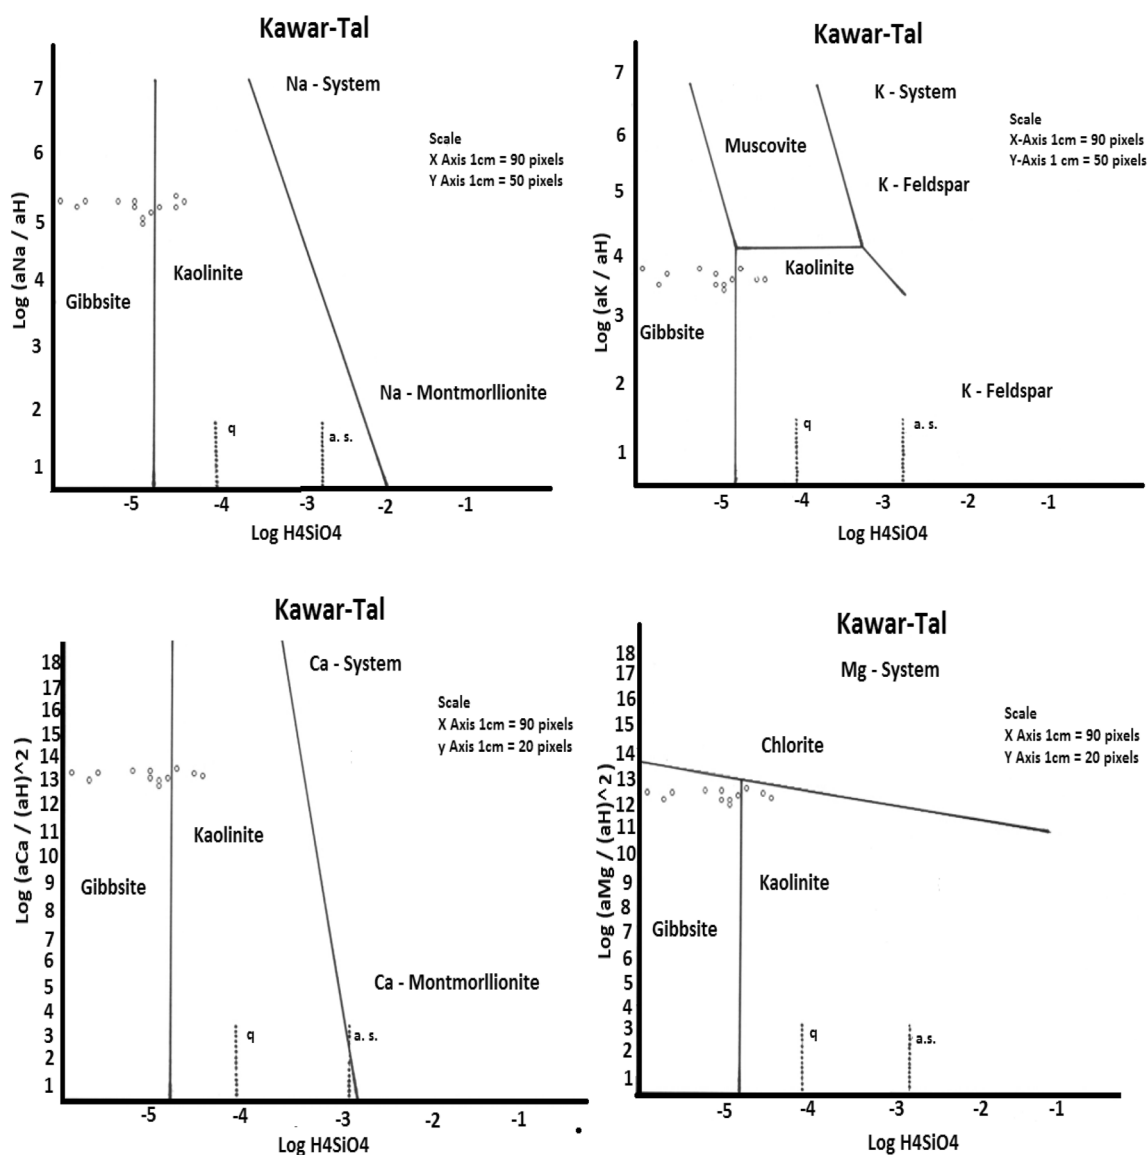 Kawar-Tal
Na - System
Scale
X Axis 1cm = 90 pixels
Y Axis 1cm = 50 pixels
Log (aNa / aH)
7
6
5
4
3
2
1
Kaolinite
Gibbsite
Na - Montmorllionite
q
a. s.
-5
-4
-3
-2
-1
Log H4SiO4
Kawar-Tal
K - System
Scale
X-Axis 1cm = 90 pixels
Y-Axis 1 cm = 50 pixels
Log (aK / aH)
7
6
5
4
3
2
1
Muscovite
K - Feldspar
Kaolinite
Gibbsite
K - Feldspar
q
a. s.
-5
-4
-3
-2
-1
Log H4SiO4
Kawar-Tal
Ca - System
Scale
X Axis 1cm = 90 pixels
y Axis 1cm = 20 pixels
Log (aCa / (aH)^2 )
18
17
16
15
14
13
12
11
10
9
8
7
6
5
4
3
2
1
Kaolinite
Gibbsite
Ca - Montmorllionite
q
a. s.
-5
-4
-3
-2
-1
Log H4SiO4
Kawar-Tal
Mg - System
Scale
X Axis 1cm = 90 pixels
Y Axis 1cm = 20 pixels
Log (aMg / (aH)^2 )
18
17
16
15
14
13
12
11
10
9
8
7
6
5
4
3
2
1
Chlorite
Kaolinite
Gibbsite
q
a.s.
-5
-4
-3
-2
-1
Log H4SiO4